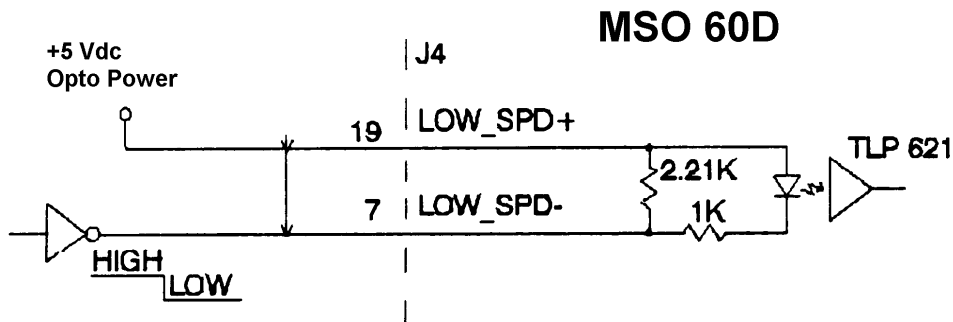 MSO 60D
+5 Vdc
Opto Power
J4
19
LOW_SPD+
TLP 621
2.21K
7
LOW_SPD-
1K
HIGH
LOW